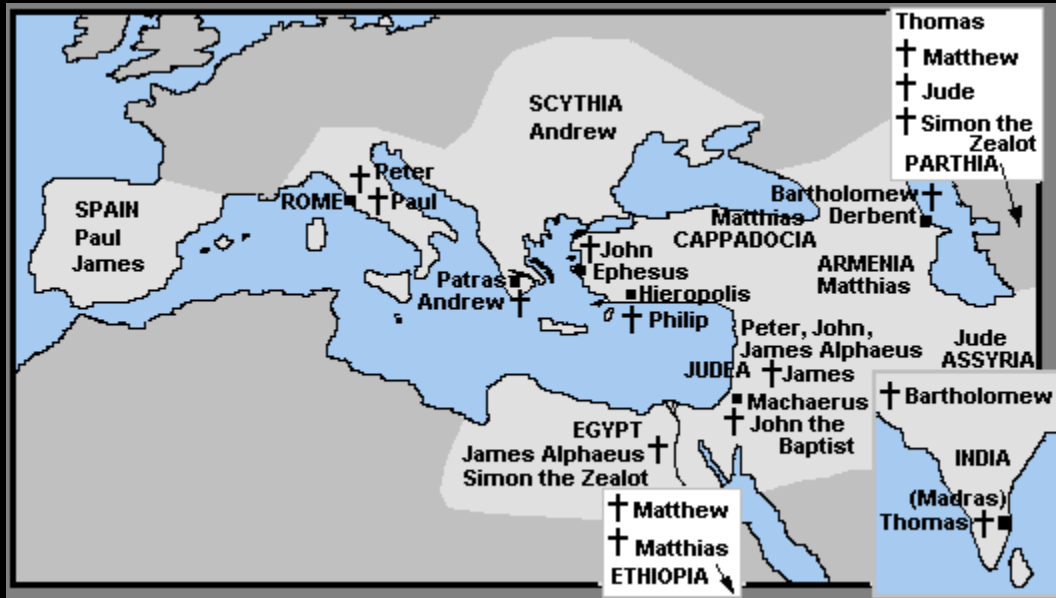 Thomas
† Matthew
† Jude
† Simon the
Zealot
PARTHIA
SCYTHIA
Andrew
† Peter
ROME † Paul
SPAIN
Paul
James
Bartholomew †
Derbent
Matthias
CAPPADOCIA
† John
Ephesus
Patras
Andrew †
Hieropolis
† Philip
ARMENIA
Matthias
Peter, John,
James Alphaeus
JUDEA † James
Machaerus
† John the
Baptist
Jude
ASSYRIA
EGYPT
James Alphaeus †
Simon the Zealot
† Matthew
† Matthias
ETHIOPIA
† Bartholomew
INDIA
(Madras)
Thomas †